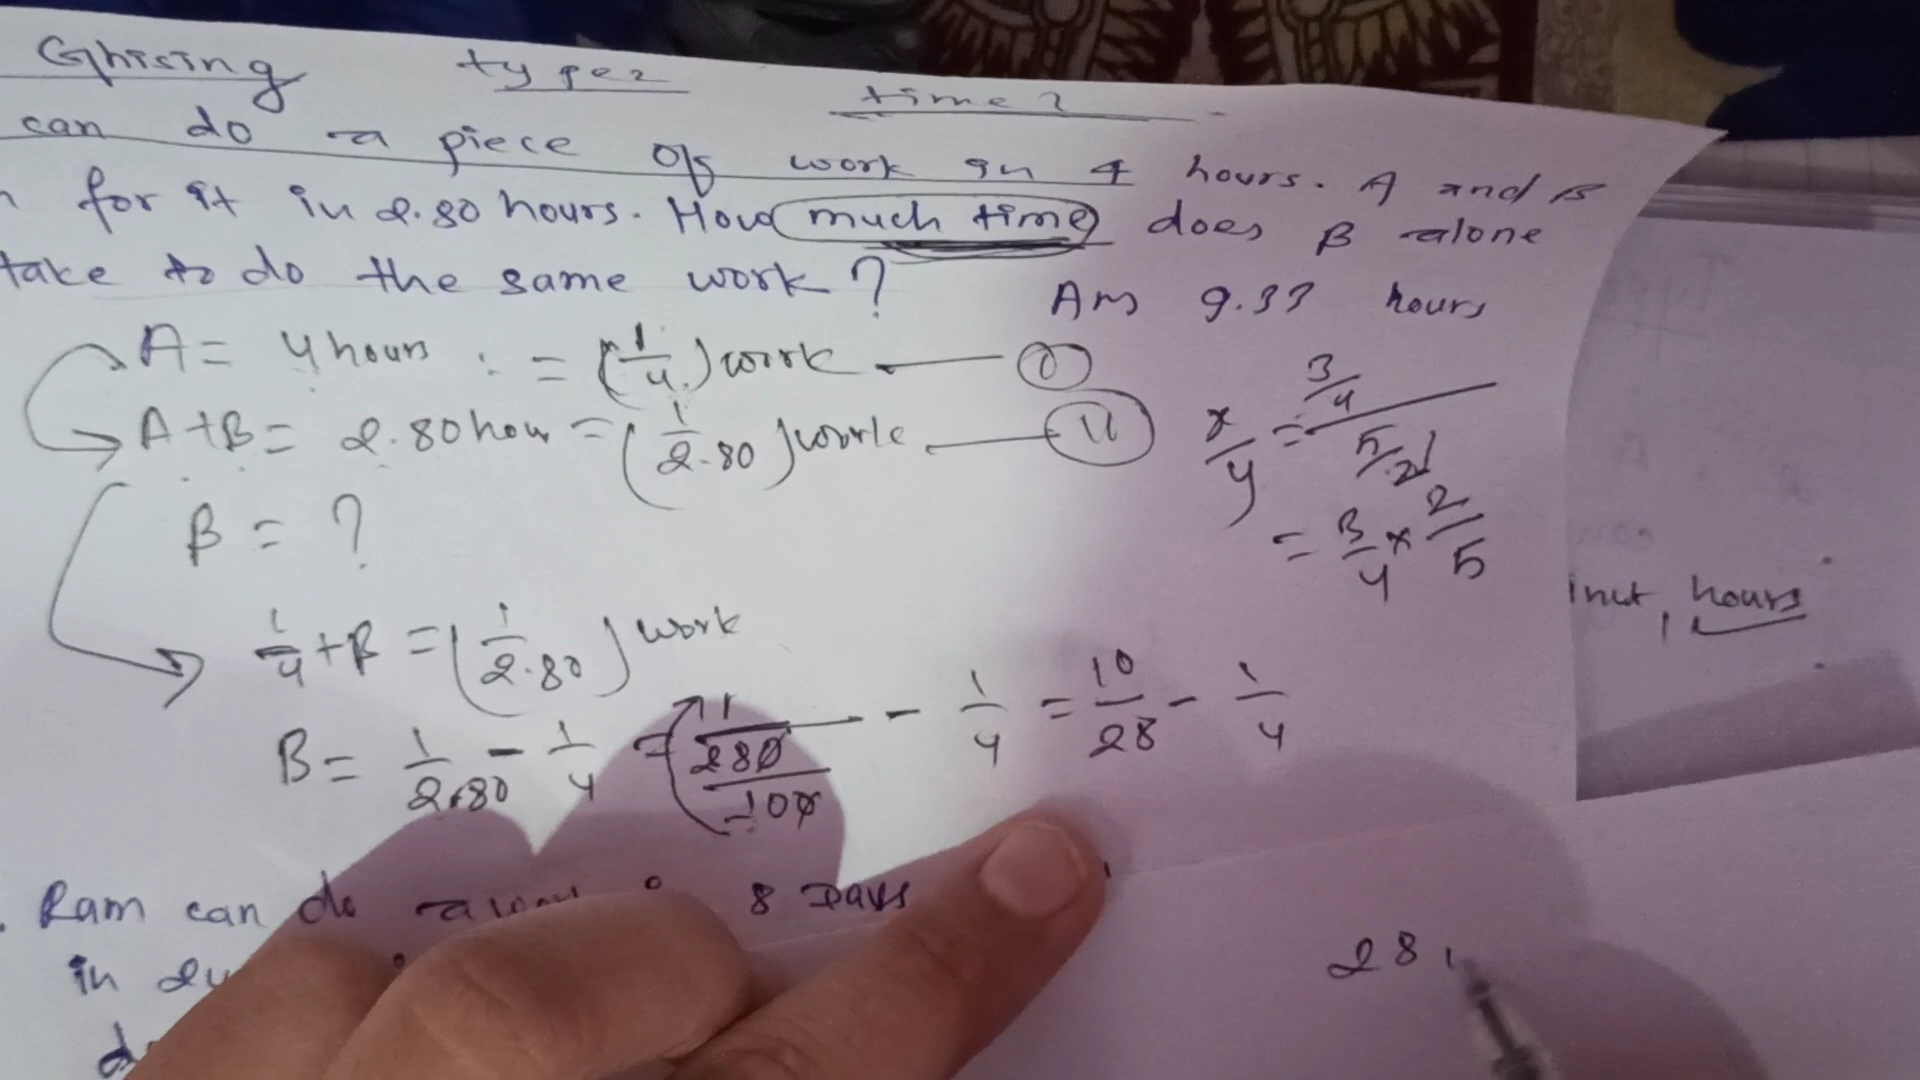 Ghising type2 time?
can do a piece of work in 4 hours. A and B
for it in 2.80 hours. How much time does B alone
take to do the same work?
Ans 9.33 hours
A = 4 hours : = (1/4) work — (I)
A+B = 2.80 hour = (1/2.80) work — (II)
B = ?
x/y = 3/4 / 5/2
= 3/4 × 2/5
hours
1/4 + B = (1/2.80) work
B = 1/2.80 - 1/4 = 1/280/100 - 1/4 = 10/28 - 1/4
Ram can do a 8 Days
in
28,